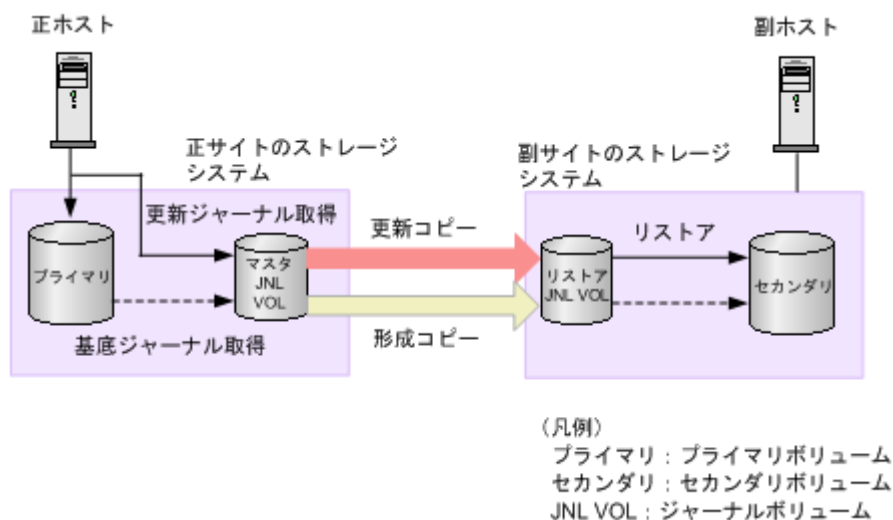 正ホスト
副ホスト
正サイトのストレージ
システム
副サイトのストレージ
システム
更新ジャーナル取得
更新コピー
リストア
プライマリ
マスタ
JNL
VOL
リストア
JNL VOL
セカンダリ
基底ジャーナル取得
形成コピー
（凡例）
プライマリ：プライマリボリューム
セカンダリ：セカンダリボリューム
JNL VOL：ジャーナルボリューム